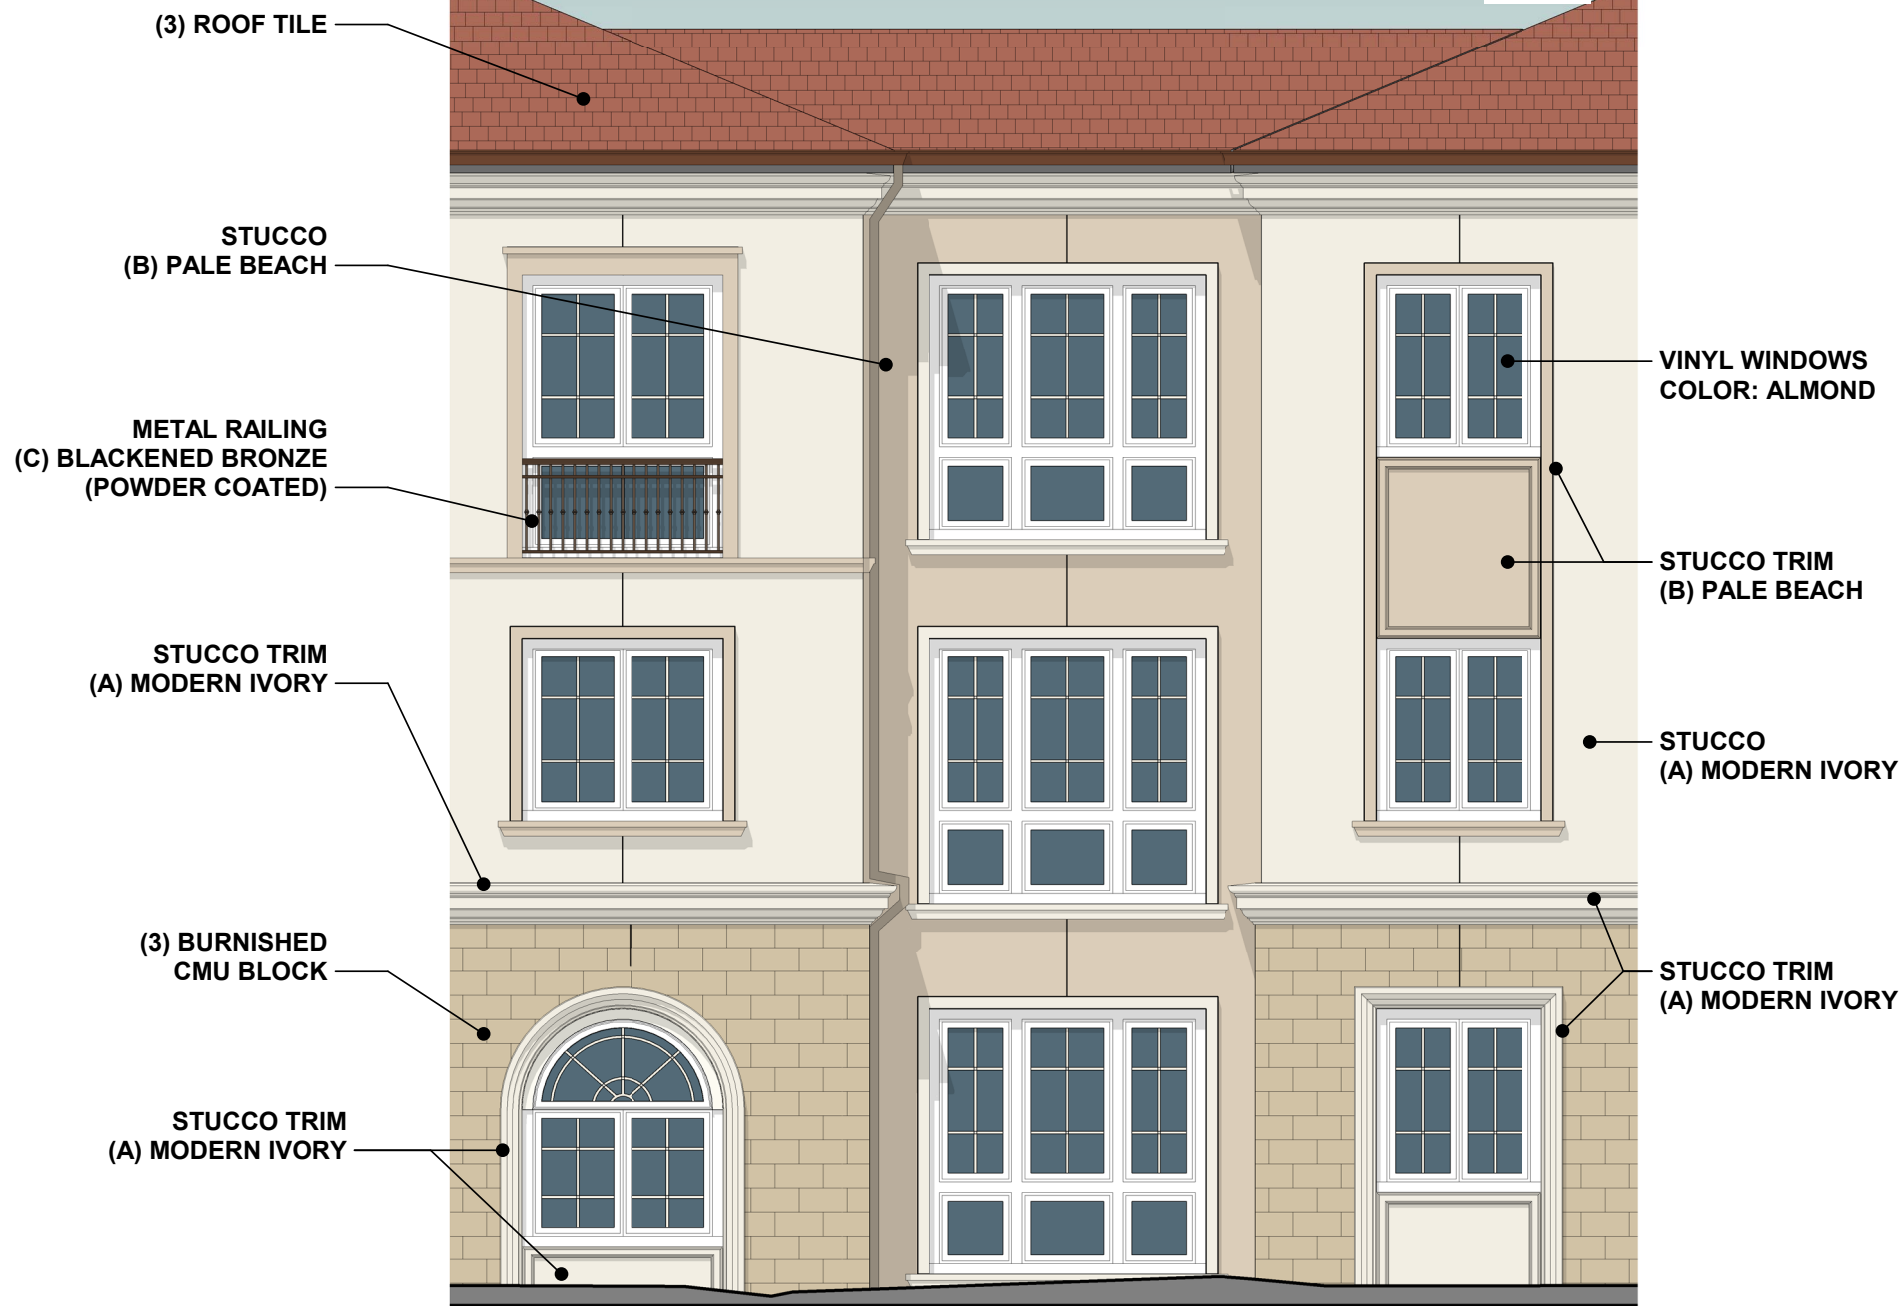 (3) ROOF TILE
STUCCO
(B) PALE BEACH
METAL RAILING
(C) BLACKENED BRONZE
(POWDER COATED)
STUCCO TRIM
(A) MODERN IVORY
(3) BURNISHED
CMU BLOCK
STUCCO TRIM
(A) MODERN IVORY
VINYL WINDOWS
COLOR: ALMOND
STUCCO TRIM
(B) PALE BEACH
STUCCO
(A) MODERN IVORY
STUCCO TRIM
(A) MODERN IVORY